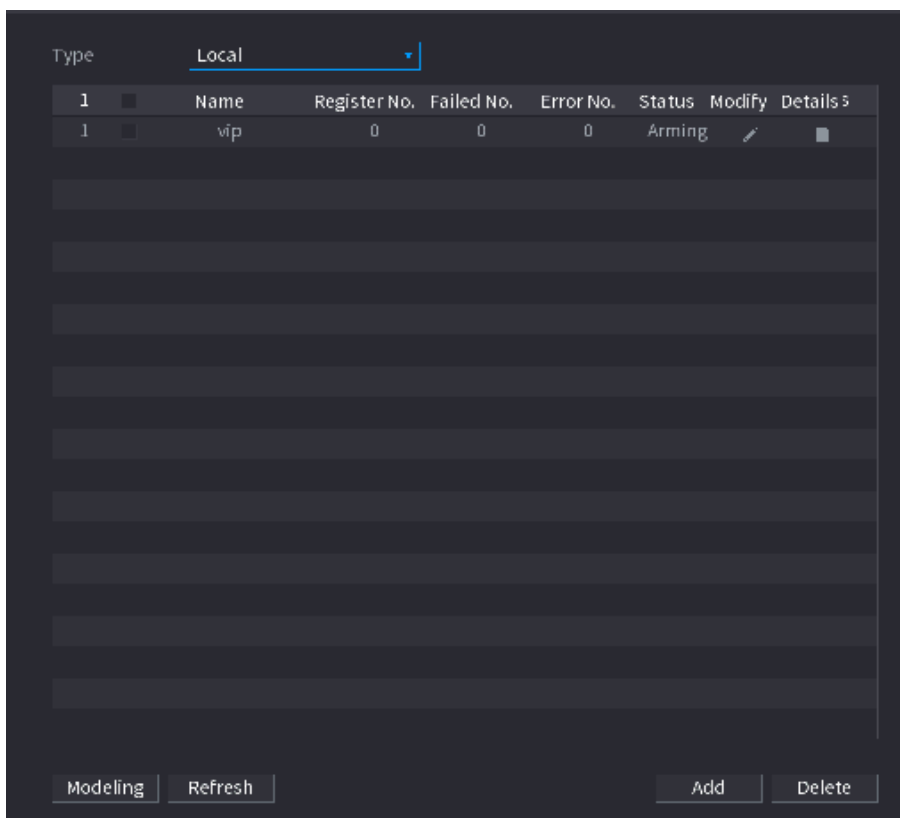 Type Local
1 Name Register No. Failed No. Error No. Status Modify Details S
1 vip 0 0 0 Arming
Modeling Refresh Add Delete